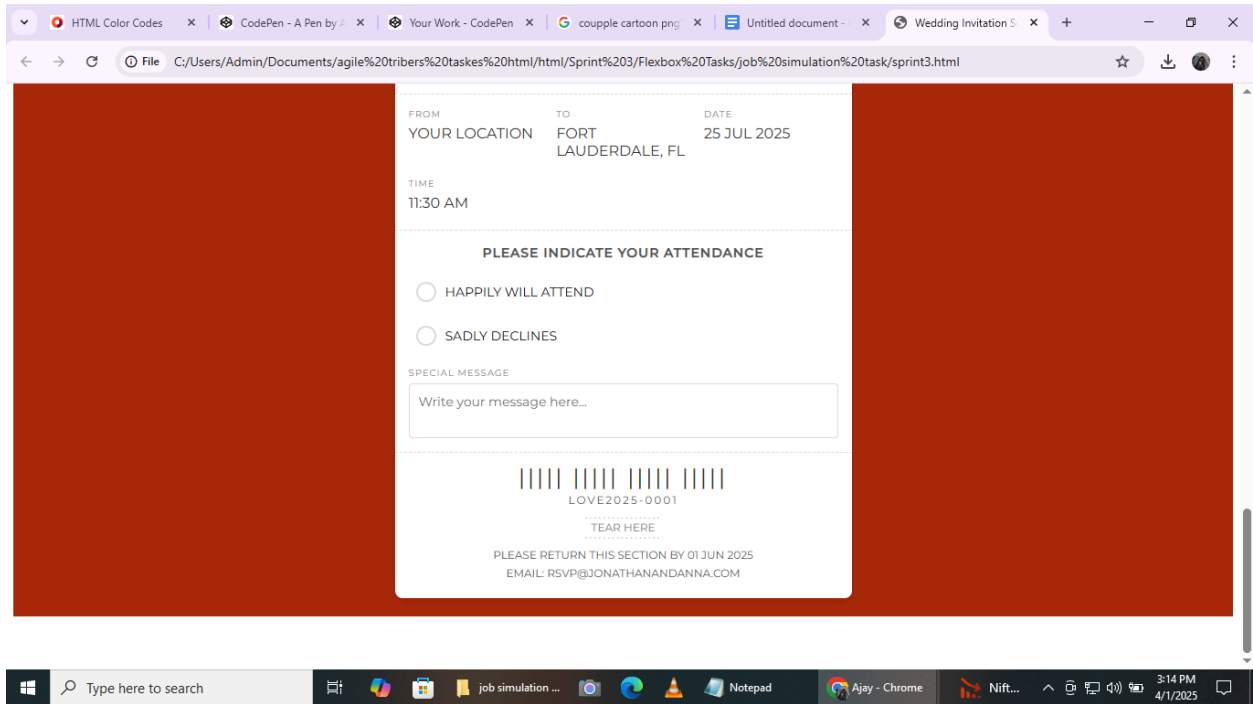 HTML Color Codes
CodePen - A Pen by A
Your Work - CodePen
coupple cartoon png
Untitled document -
Wedding Invitation S
File C:/Users/Admin/Documents/agile%20tribers%20taskes%20html/html/Sprint%203/Flexbox%20Tasks/job%20simulation%20task/sprint3.html
FROM
YOUR LOCATION
TO
FORT
LAUDERDALE, FL
DATE
25 JUL 2025
TIME
11:30 AM
PLEASE INDICATE YOUR ATTENDANCE
HAPPILY WILL ATTEND
SADLY DECLINES
SPECIAL MESSAGE
Write your message here...
||||| ||||| ||||| |||||
LOVE2025-0001
TEAR HERE
PLEASE RETURN THIS SECTION BY 01 JUN 2025
EMAIL: RSVP@JONATHANANDANNA.COM
Type here to search
job simulation ...
Notepad
Ajay - Chrome
Nift...
3:14 PM
4/1/2025